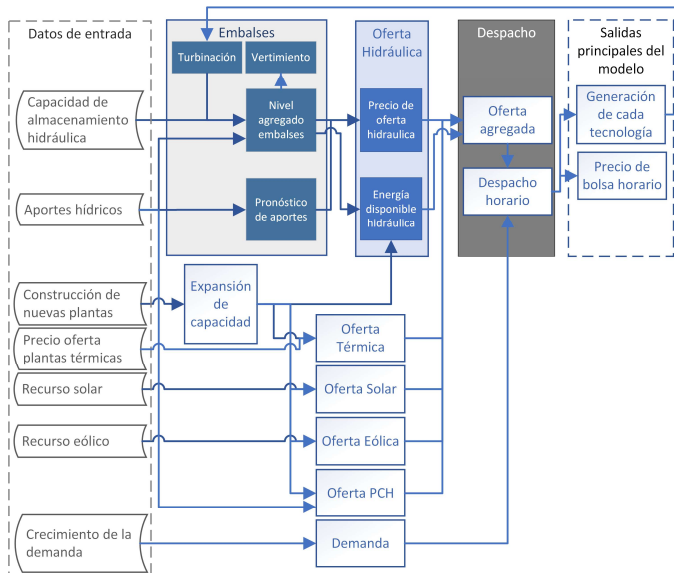 Datos de entrada
Capacidad de
almacenamiento
hidráulica
Aportes hídricos
Construcción de
nuevas plantas
Precio oferta
plantas térmicas
Recurso solar
Recurso eólico
Crecimiento de la
demanda
Embalses
Turbinación
Vertimiento
Nivel
agregado
embalses
Pronóstico
de aportes
Expansión
de
capacidad
Oferta
Hidráulica
Precio de
oferta
hidraulica
Energía
disponible
hidráulica
Oferta
Térmica
Oferta Solar
Oferta Eólica
Oferta PCH
Demanda
Despacho
Oferta
agregada
Despacho
horario
Salidas
principales del
modelo
Generación
de cada
tecnología
Precio de
bolsa horario